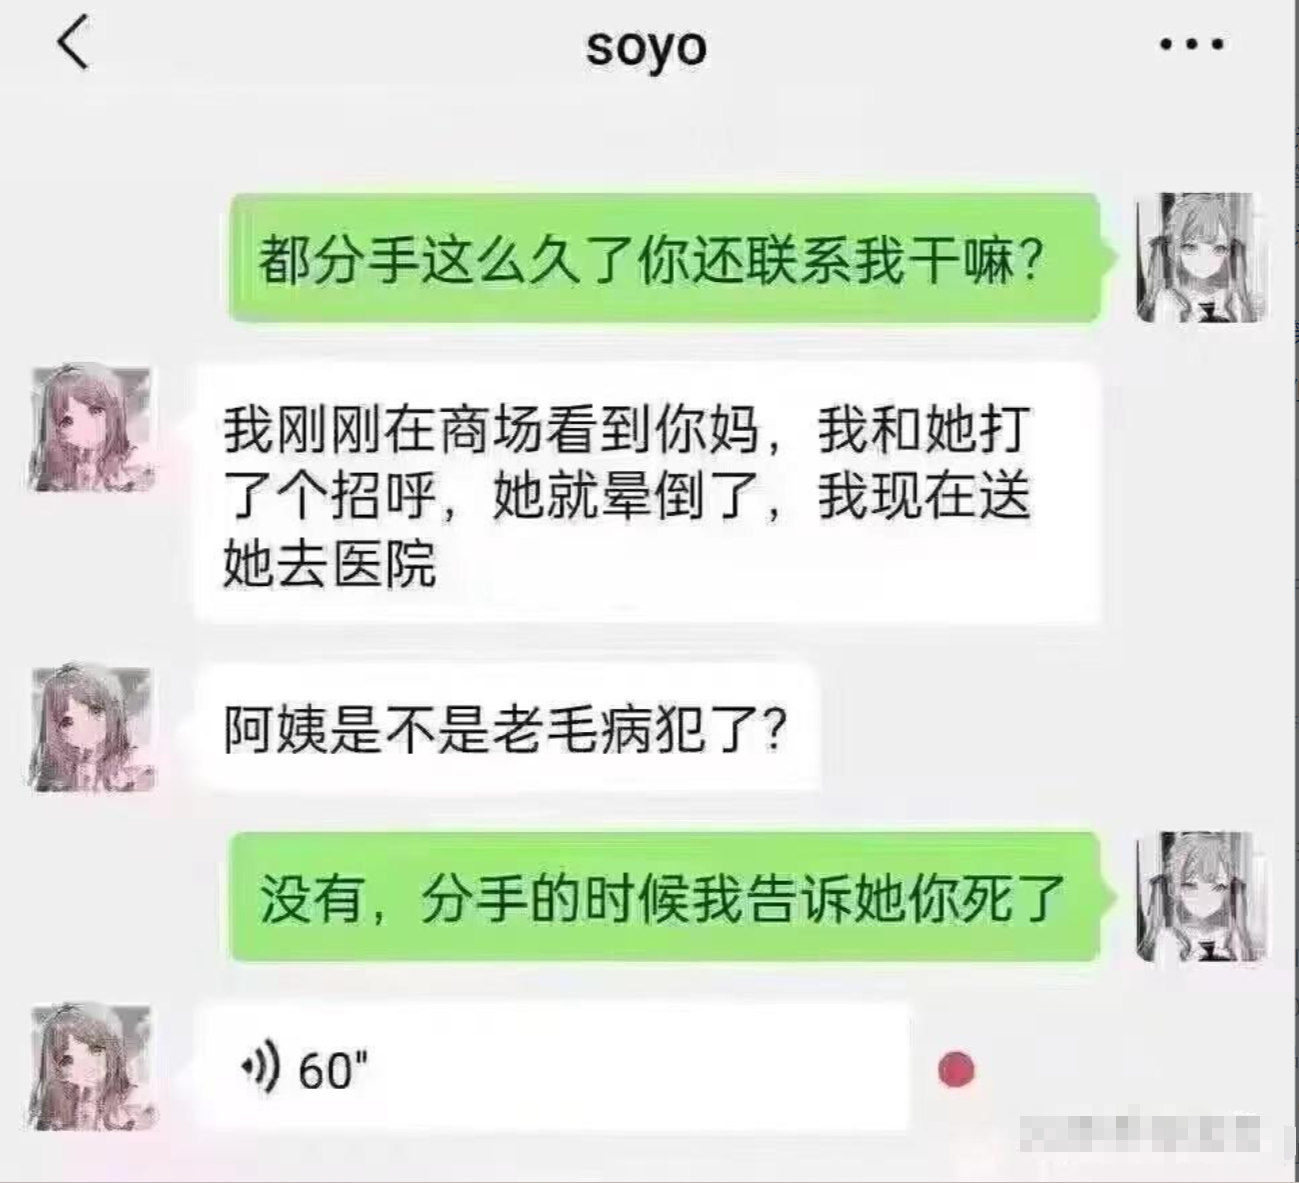 soyo
都分手这么久了你还联系我干嘛？
我刚刚在商场看到你妈，我和她打
了个招呼，她就晕倒了，我现在送
她去医院
阿姨是不是老毛病犯了？
没有，分手的时候我告诉她你死了
60"